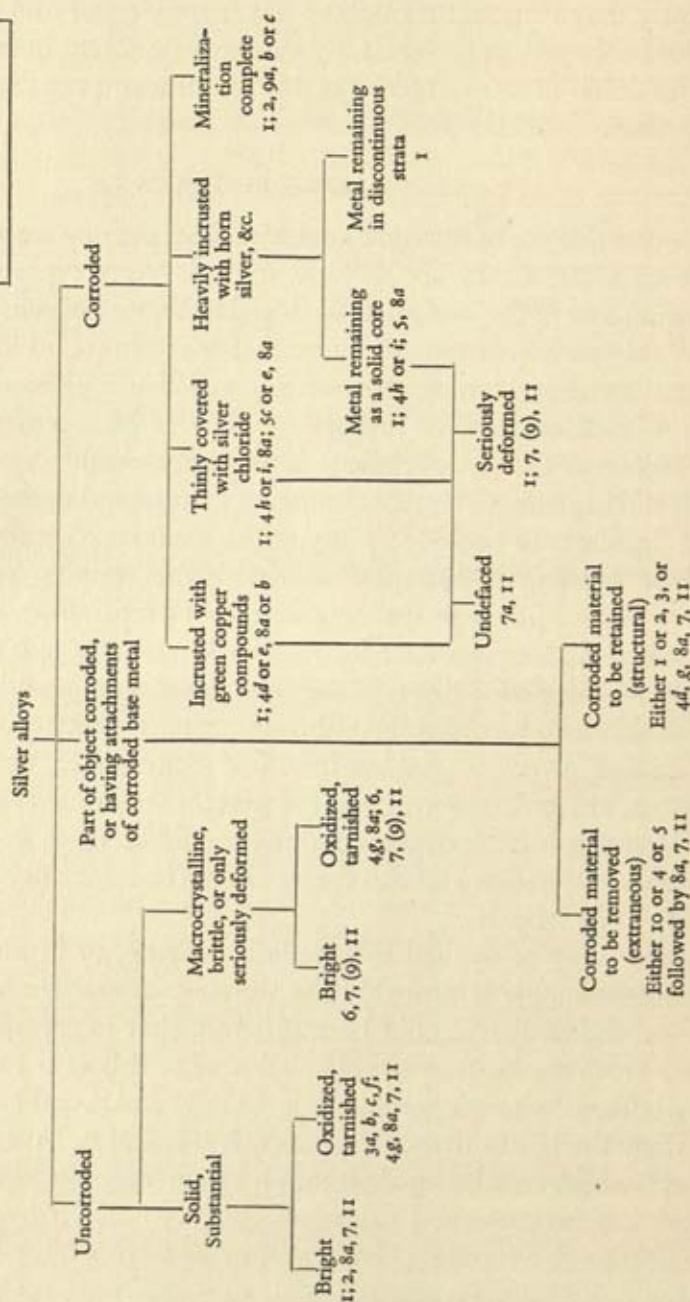 Silver alloys
Uncorroded
Part of object corroded,
or having attachments
of corroded base metal
Corroded
Solid,
Substantial
Macrocrystalline,
brittle, or only
seriously deformed
Incrusted with
green copper
compounds
1; 4d or e, 8a or b
Thinly covered
with silver
chloride
1; 4h or i, 8a; 5c or e, 8a
Heavily incrusted
with horn
silver, &c.
Mineraliza-
tion
complete
1; 2, 9a, b or c
Metal remaining
as a solid core
1; 4h or i; 5, 8a
Metal remaining
in discontinuous
strata
1
Bright
1; 2, 8a, 7, 11
Oxidized,
tarnished
3a, b, c, f;
4g, 8a, 7, 11
Bright
6, 7, (9), 11
Oxidized,
tarnished
4g, 8a; 6,
7, (9), 11
Undefaced
7a, 11
Seriously
deformed
1; 7, (9), 11
Corroded material
to be removed
(extraneous)
Either 10 or 4 or 5
followed by 8a, 7, 11
Corroded material
to be retained
(structural)
Either 1 or 2, 3, or
4d, g, 8a, 7, 11